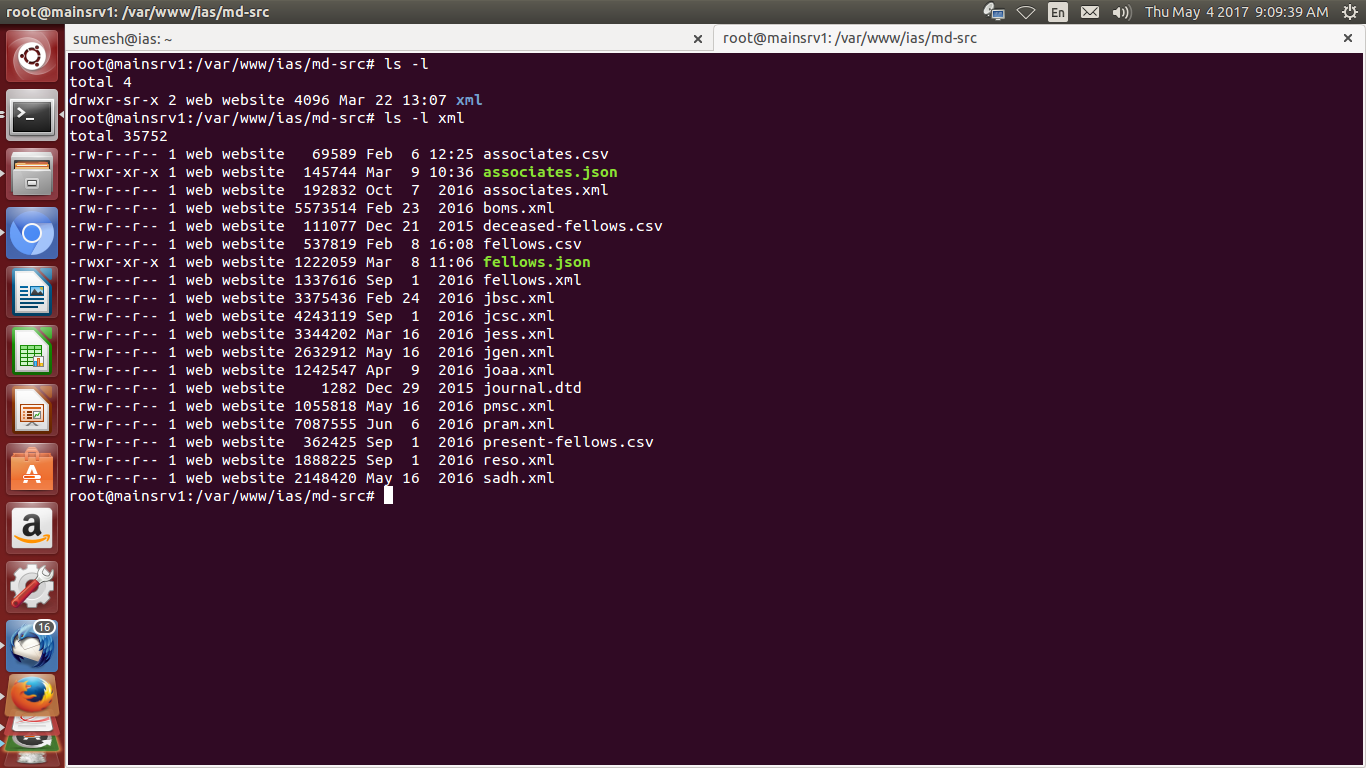 root@mainsrv1: /var/www/ias/md-src
En
Thu May 4 2017 9:09:39 AM
sumesh@ias: ~ ×
root@mainsrv1: /var/www/ias/md-src ×
root@mainsrv1:/var/www/ias/md-src# ls -l
total 4
drwxr-sr-x 2 web website 4096 Mar 22 13:07 xml
root@mainsrv1:/var/www/ias/md-src# ls -l xml
total 35752
-rw-r--r-- 1 web website   69589 Feb  6 12:25 associates.csv
-rwxr-xr-x 1 web website  145744 Mar  9 10:36 associates.json
-rw-r--r-- 1 web website  192832 Oct  7  2016 associates.xml
-rw-r--r-- 1 web website 5573514 Feb 23  2016 boms.xml
-rw-r--r-- 1 web website  111077 Dec 21  2015 deceased-fellows.csv
-rw-r--r-- 1 web website  537819 Feb  8 16:08 fellows.csv
-rwxr-xr-x 1 web website 1222059 Mar  8 11:06 fellows.json
-rw-r--r-- 1 web website 1337616 Sep  1  2016 fellows.xml
-rw-r--r-- 1 web website 3375436 Feb 24  2016 jbsc.xml
-rw-r--r-- 1 web website 4243119 Sep  1  2016 jcsc.xml
-rw-r--r-- 1 web website 3344202 Mar 16  2016 jess.xml
-rw-r--r-- 1 web website 2632912 May 16  2016 jgen.xml
-rw-r--r-- 1 web website 1242547 Apr  9  2016 joaa.xml
-rw-r--r-- 1 web website    1282 Dec 29  2015 journal.dtd
-rw-r--r-- 1 web website 1055818 May 16  2016 pmsc.xml
-rw-r--r-- 1 web website 7087555 Jun  6  2016 pram.xml
-rw-r--r-- 1 web website  362425 Sep  1  2016 present-fellows.csv
-rw-r--r-- 1 web website 1888225 Sep  1  2016 reso.xml
-rw-r--r-- 1 web website 2148420 May 16  2016 sadh.xml
root@mainsrv1:/var/www/ias/md-src#
>_
A
a
16